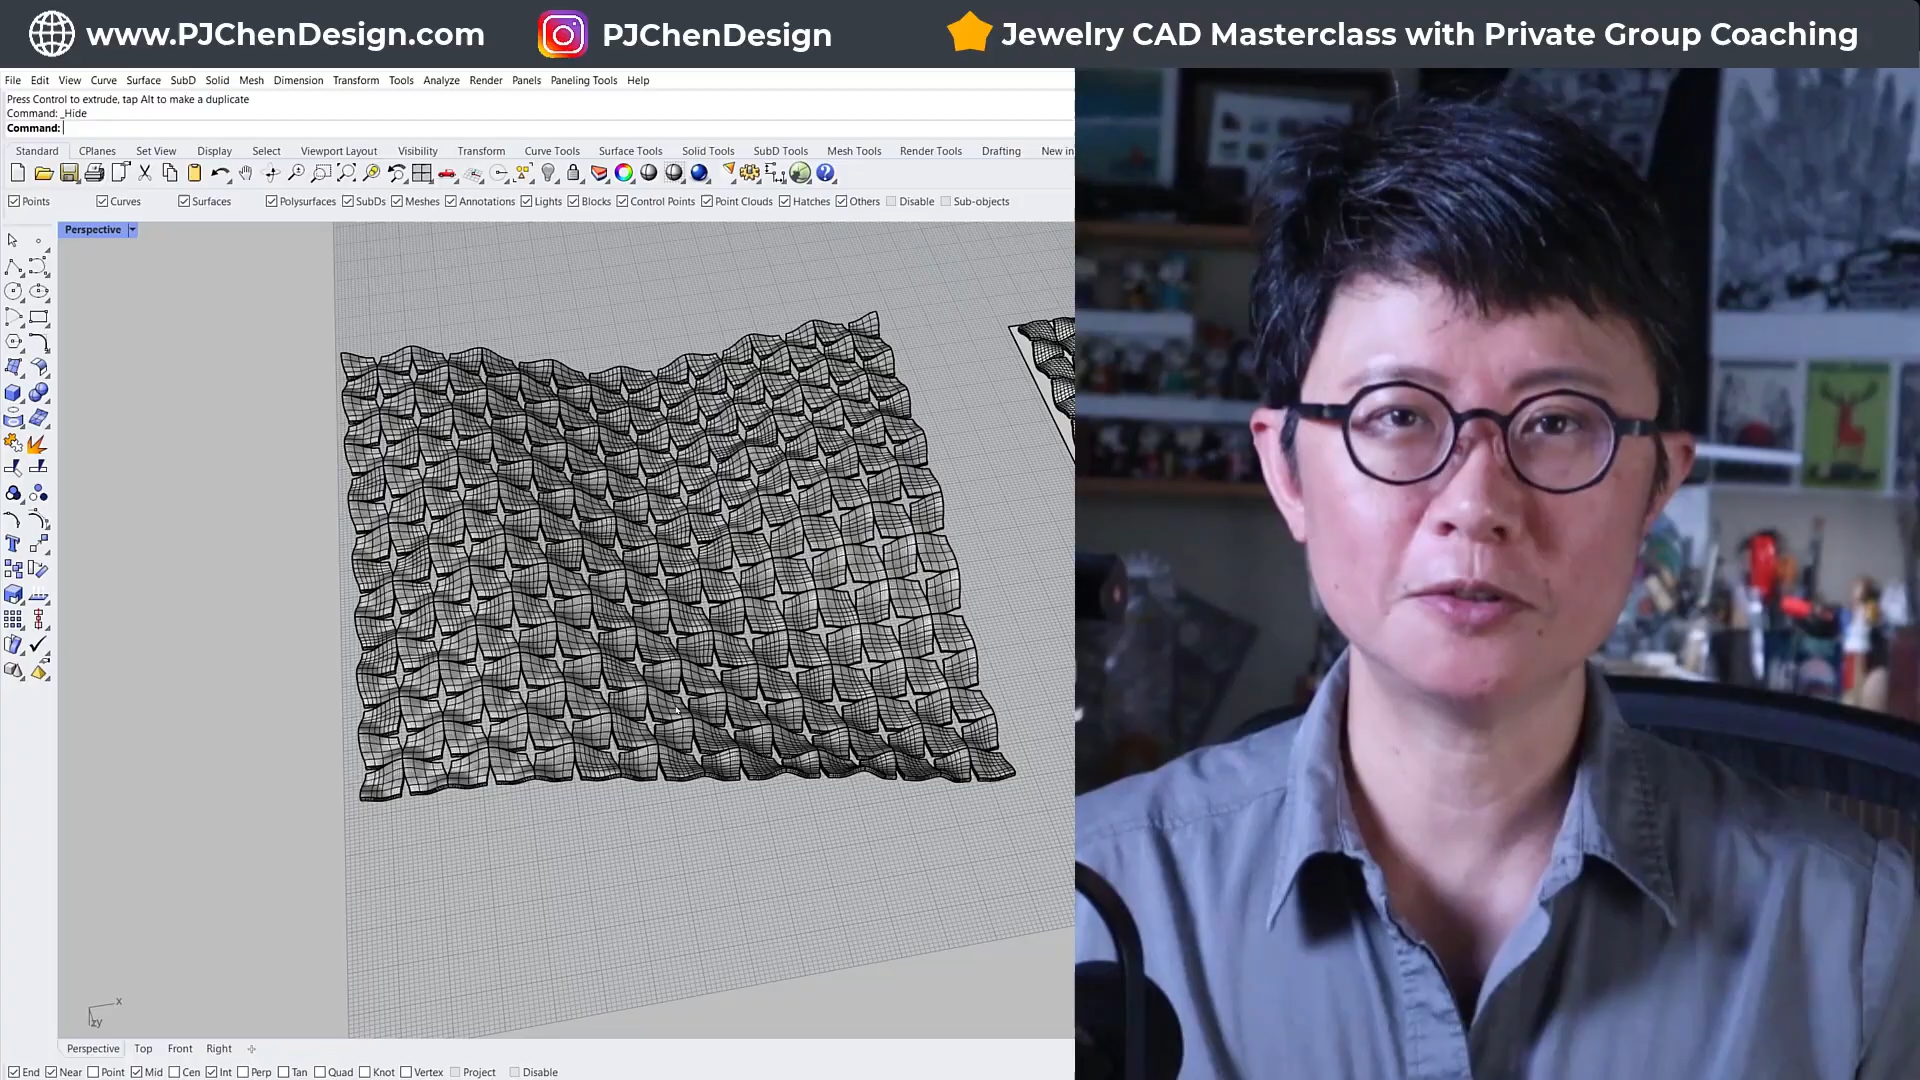 www.PJChenDesign.com PJChenDesign Jewelry CAD Masterclass with Private Group Coaching
File Edit View Curve Surface SubD Solid Mesh Dimension Transform Tools Analyze Render Panels Paneling Tools Help
Press Control to extrude, tap Alt to make a duplicate
Command: _Hide
Command:
Standard CPlanes Set View Display Select Viewport Layout Visibility Transform Curve Tools Surface Tools Solid Tools SubD Tools Mesh Tools Render Tools Drafting New in
Points Curves Surfaces Polysurfaces SubDs Meshes Annotations Lights Blocks Control Points Point Clouds Hatches Others Disable Sub-objects
Perspective
x
zy
Perspective Top Front Right
End Near Point Mid Cen Int Perp Tan Quad Knot Vertex Project Disable